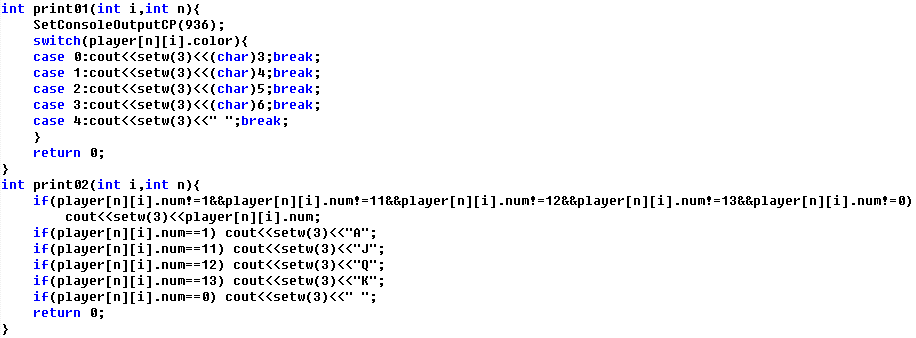 int print01(int i,int n){
    SetConsoleOutputCP(936);
    switch(player[n][i].color){
    case 0:cout<<setw(3)<<(char)3;break;
    case 1:cout<<setw(3)<<(char)4;break;
    case 2:cout<<setw(3)<<(char)5;break;
    case 3:cout<<setw(3)<<(char)6;break;
    case 4:cout<<setw(3)<<" ";break;
    }
    return 0;
}
int print02(int i,int n){
    if(player[n][i].num!=1&&player[n][i].num!=11&&player[n][i].num!=12&&player[n][i].num!=13&&player[n][i].num!=0)
        cout<<setw(3)<<player[n][i].num;
    if(player[n][i].num==1) cout<<setw(3)<<"A";
    if(player[n][i].num==11) cout<<setw(3)<<"J";
    if(player[n][i].num==12) cout<<setw(3)<<"Q";
    if(player[n][i].num==13) cout<<setw(3)<<"K";
    if(player[n][i].num==0) cout<<setw(3)<<" ";
    return 0;
}